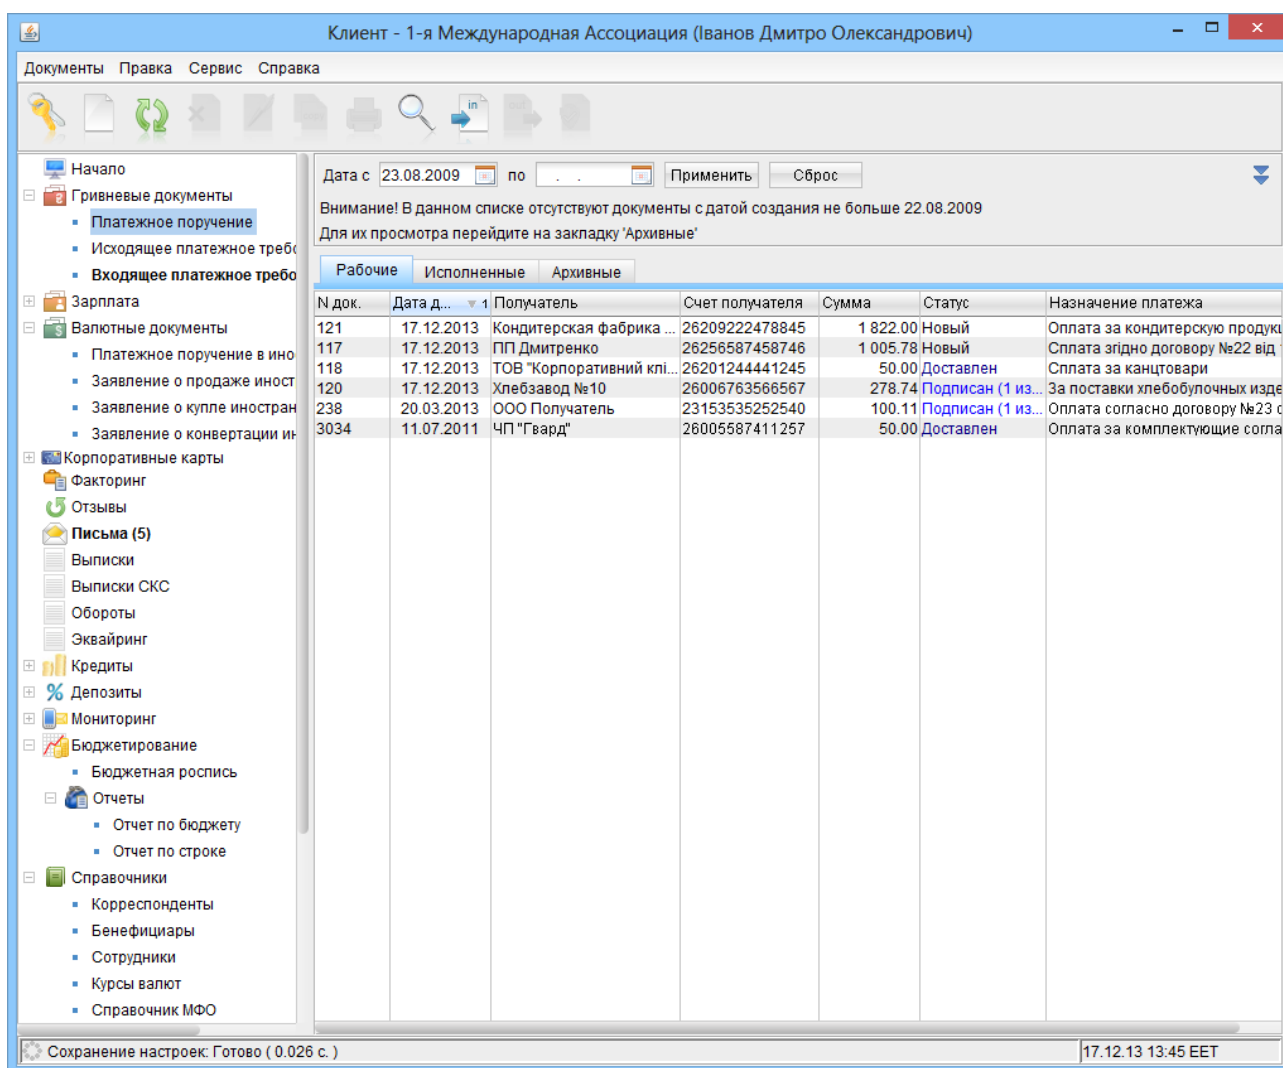 Клиент - 1-я Международная Ассоциация (Іванов Дмитро Олександрович)
Документы Правка Сервис Справка
in
out
Начало
Гривневые документы
Платежное поручение
Исходящее платежное требо
Входящее платежное требо
Зарплата
Валютные документы
Платежное поручение в ино
Заявление о продаже иност
Заявление о купле иностран
Заявление о конвертации ин
Корпоративные карты
Факторинг
Отзывы
Письма (5)
Выписки
Выписки СКС
Обороты
Эквайринг
Кредиты
Депозиты
Мониторинг
Бюджетирование
Бюджетная роспись
Отчеты
Отчет по бюджету
Отчет по строке
Справочники
Корреспонденты
Бенефициары
Сотрудники
Курсы валют
Справочник МФО
Дата с 23.08.2009 по . . Применить Сброс
Внимание! В данном списке отсутствуют документы с датой создания не больше 22.08.2009
Для их просмотра перейдите на закладку 'Архивные'
Рабочие Исполненные Архивные
N док. Дата д... 1 Получатель Счет получателя Сумма Статус Назначение платежа
121 17.12.2013 Кондитерская фабрика ... 26209222478845 1 822.00 Новый Оплата за кондитерскую продукц
117 17.12.2013 ПП Дмитренко 26256587458746 1 005.78 Новый Сплата згідно договору №22 від
118 17.12.2013 ТОВ "Корпоративний клі... 26201244441245 50.00 Доставлен Сплата за канцтовари
120 17.12.2013 Хлебзавод №10 26006763566567 278.74 Подписан (1 из... За поставки хлебобулочных изде
238 20.03.2013 ООО Получатель 23153535252540 100.11 Подписан (1 из... Оплата согласно договору №23 о
3034 11.07.2011 ЧП "Гвард" 26005587411257 50.00 Доставлен Оплата за комплектующие согла
Сохранение настроек: Готово ( 0.026 с. )
17.12.13 13:45 EET